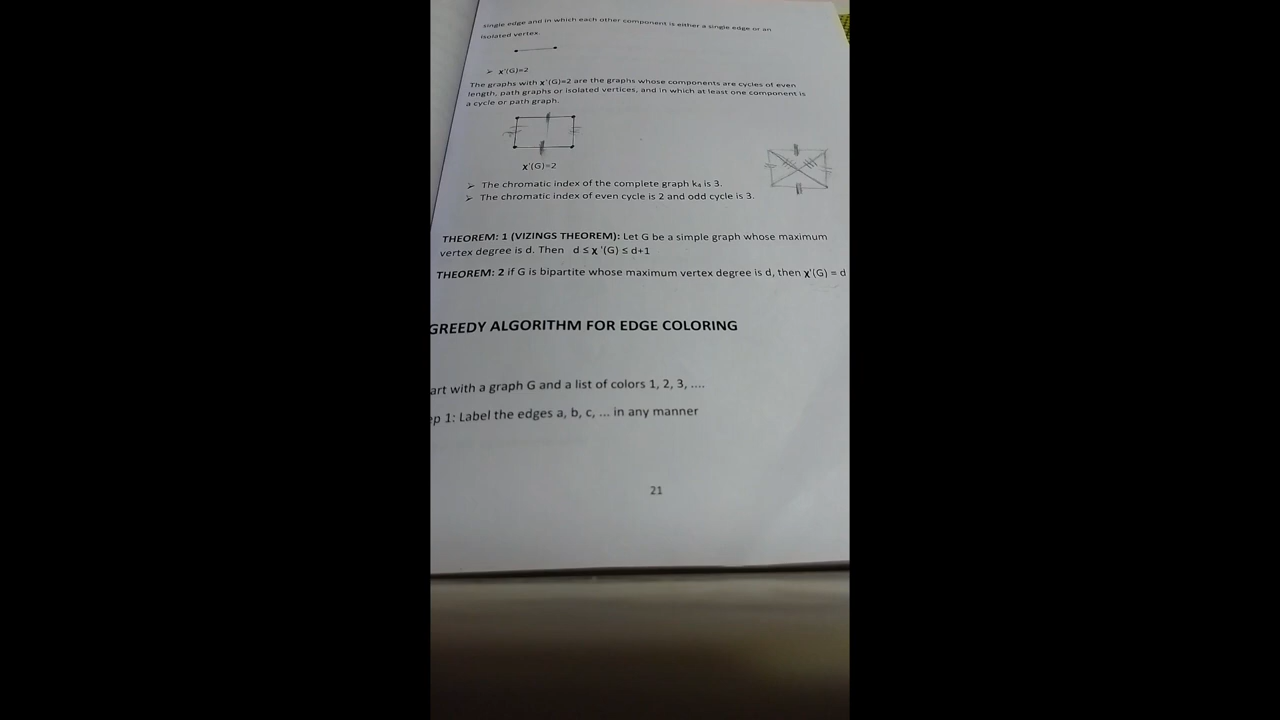 single edge and in which each other component is either a single edge or an
isolated vertex.
➢ χ'(G)=2
The graphs with χ'(G)=2 are the graphs whose components are cycles of even
length, path graphs or isolated vertices, and in which at least one component is
a cycle or path graph.
χ'(G)=2
➢ The chromatic index of the complete graph k₄ is 3.
➢ The chromatic index of even cycle is 2 and odd cycle is 3.
THEOREM: 1 (VIZINGS THEOREM): Let G be a simple graph whose maximum
vertex degree is d. Then d ≤ χ '(G) ≤ d+1
THEOREM: 2 if G is bipartite whose maximum vertex degree is d, then χ'(G) = d
GREEDY ALGORITHM FOR EDGE COLORING
art with a graph G and a list of colors 1, 2, 3, ....
ep 1: Label the edges a, b, c, ... in any manner
21